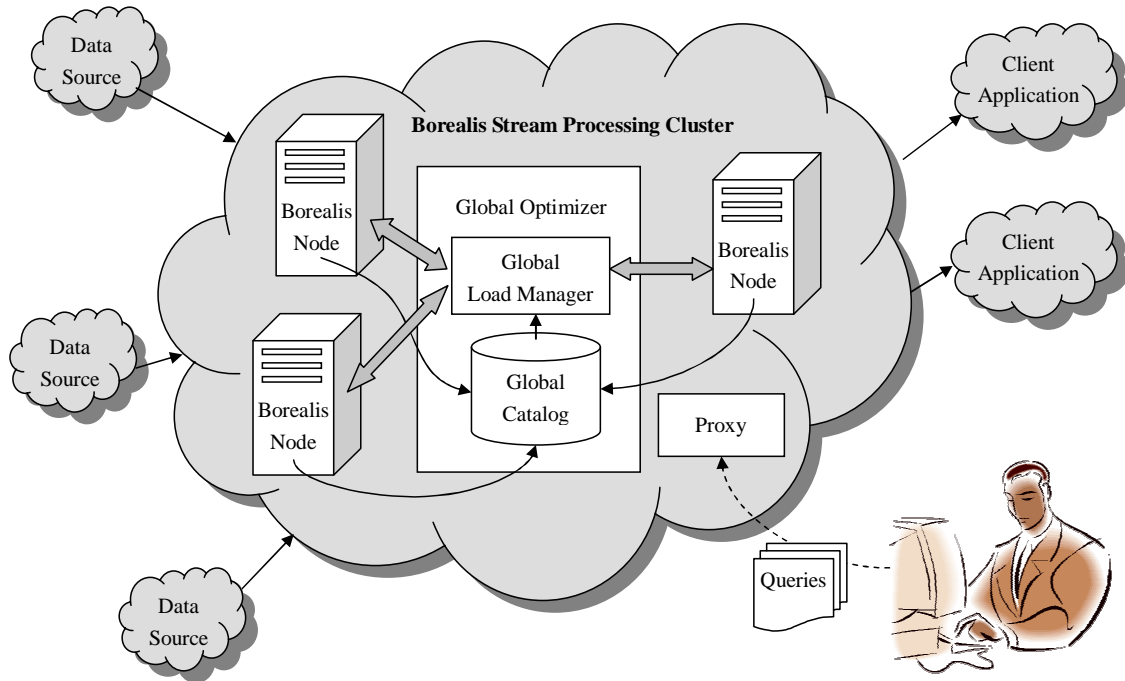 Data
Source
Client
Application
Borealis Stream Processing Cluster
Borealis
Node
Global Optimizer
Borealis
Node
Global
Load Manager
Client
Application
Data
Source
Borealis
Node
Global
Catalog
Proxy
Queries
Data
Source